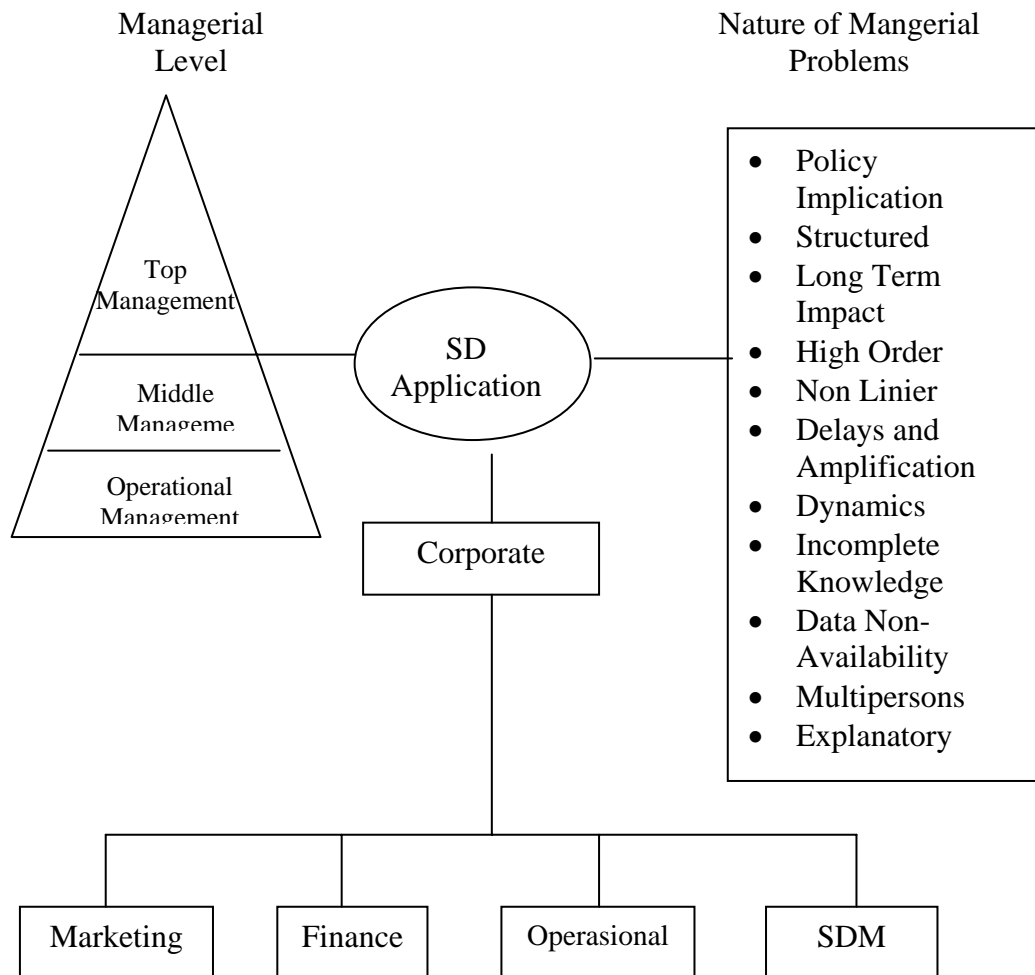 Managerial
Level
Nature of Mangerial
Problems
Top
Management
Middle
Manageme
Operational
Management
SD
Application
Corporate
• Policy
Implication
• Structured
• Long Term
Impact
• High Order
• Non Linier
• Delays and
Amplification
• Dynamics
• Incomplete
Knowledge
• Data Non-
Availability
• Multipersons
• Explanatory
Marketing
Finance
Operasional
SDM